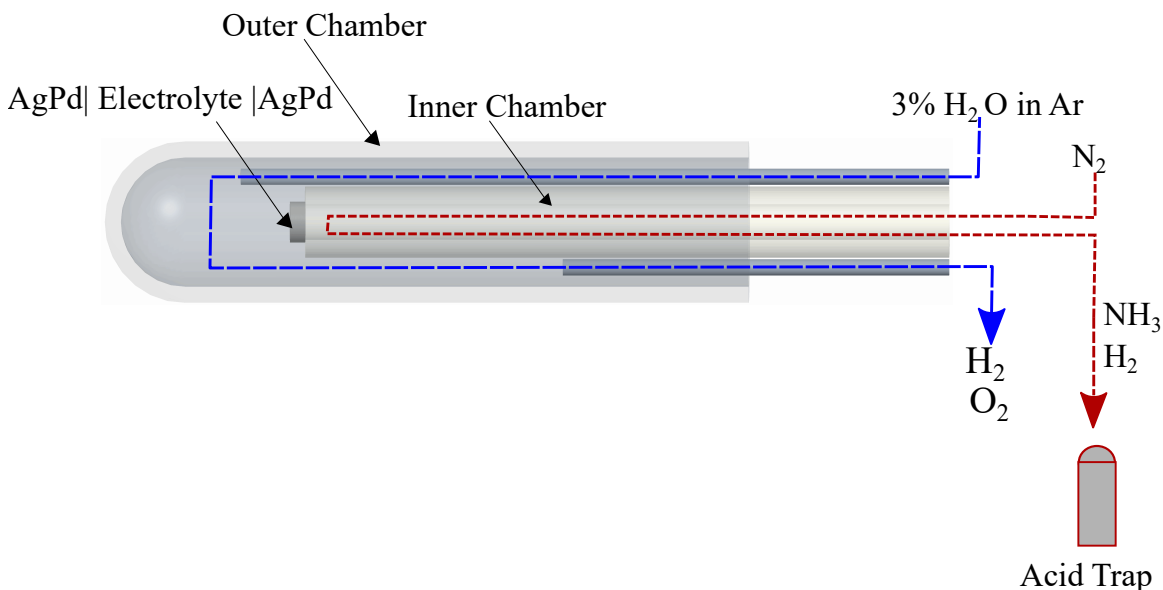 Outer Chamber
AgPd| Electrolyte |AgPd
Inner Chamber
3% H₂O in Ar
N₂
NH₃
H₂
H₂
O₂
Acid Trap